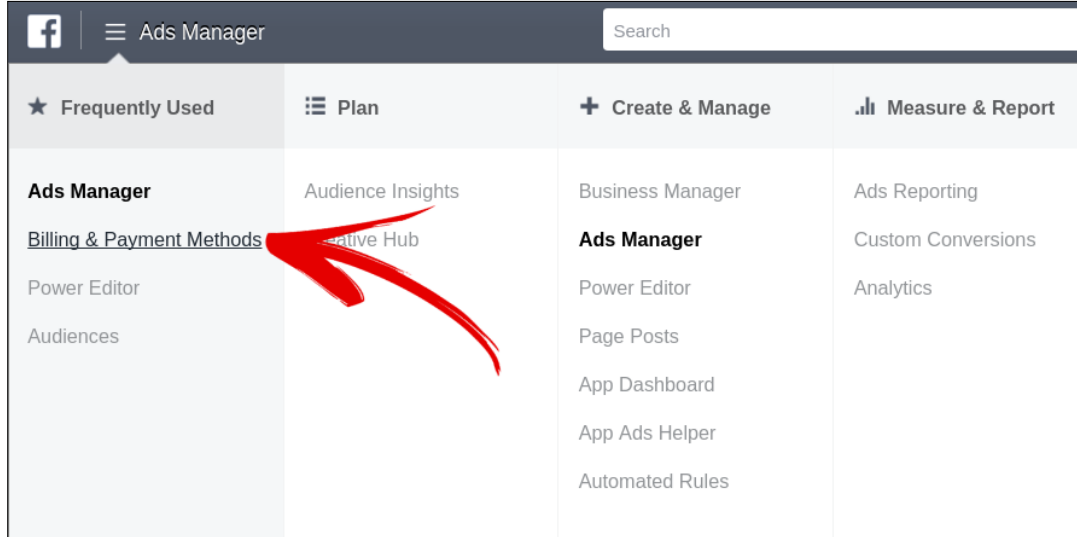 Ads Manager
Search
Frequently Used
Plan
Create & Manage
Measure & Report
Ads Manager
Billing & Payment Methods
Power Editor
Audiences
Audience Insights
Hub
Business Manager
Ads Manager
Power Editor
Page Posts
App Dashboard
App Ads Helper
Automated Rules
Ads Reporting
Custom Conversions
Analytics